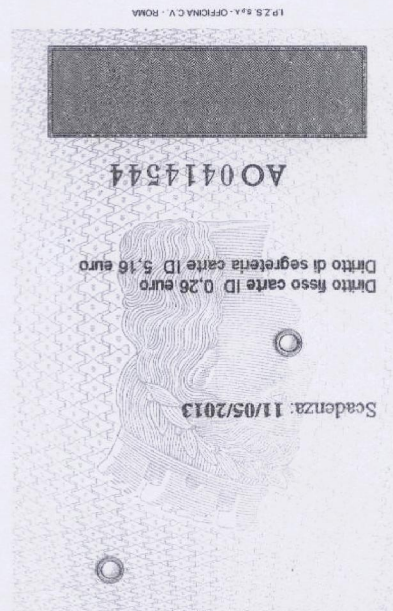 Scadenza: 11/05/2013
Diritto fisso carte ID 0,26 euro
Diritto di segreteria carte ID 5,16 euro
AO0414544
I.P.Z.S. S.p.A. - OFFICINA C.V. - ROMA